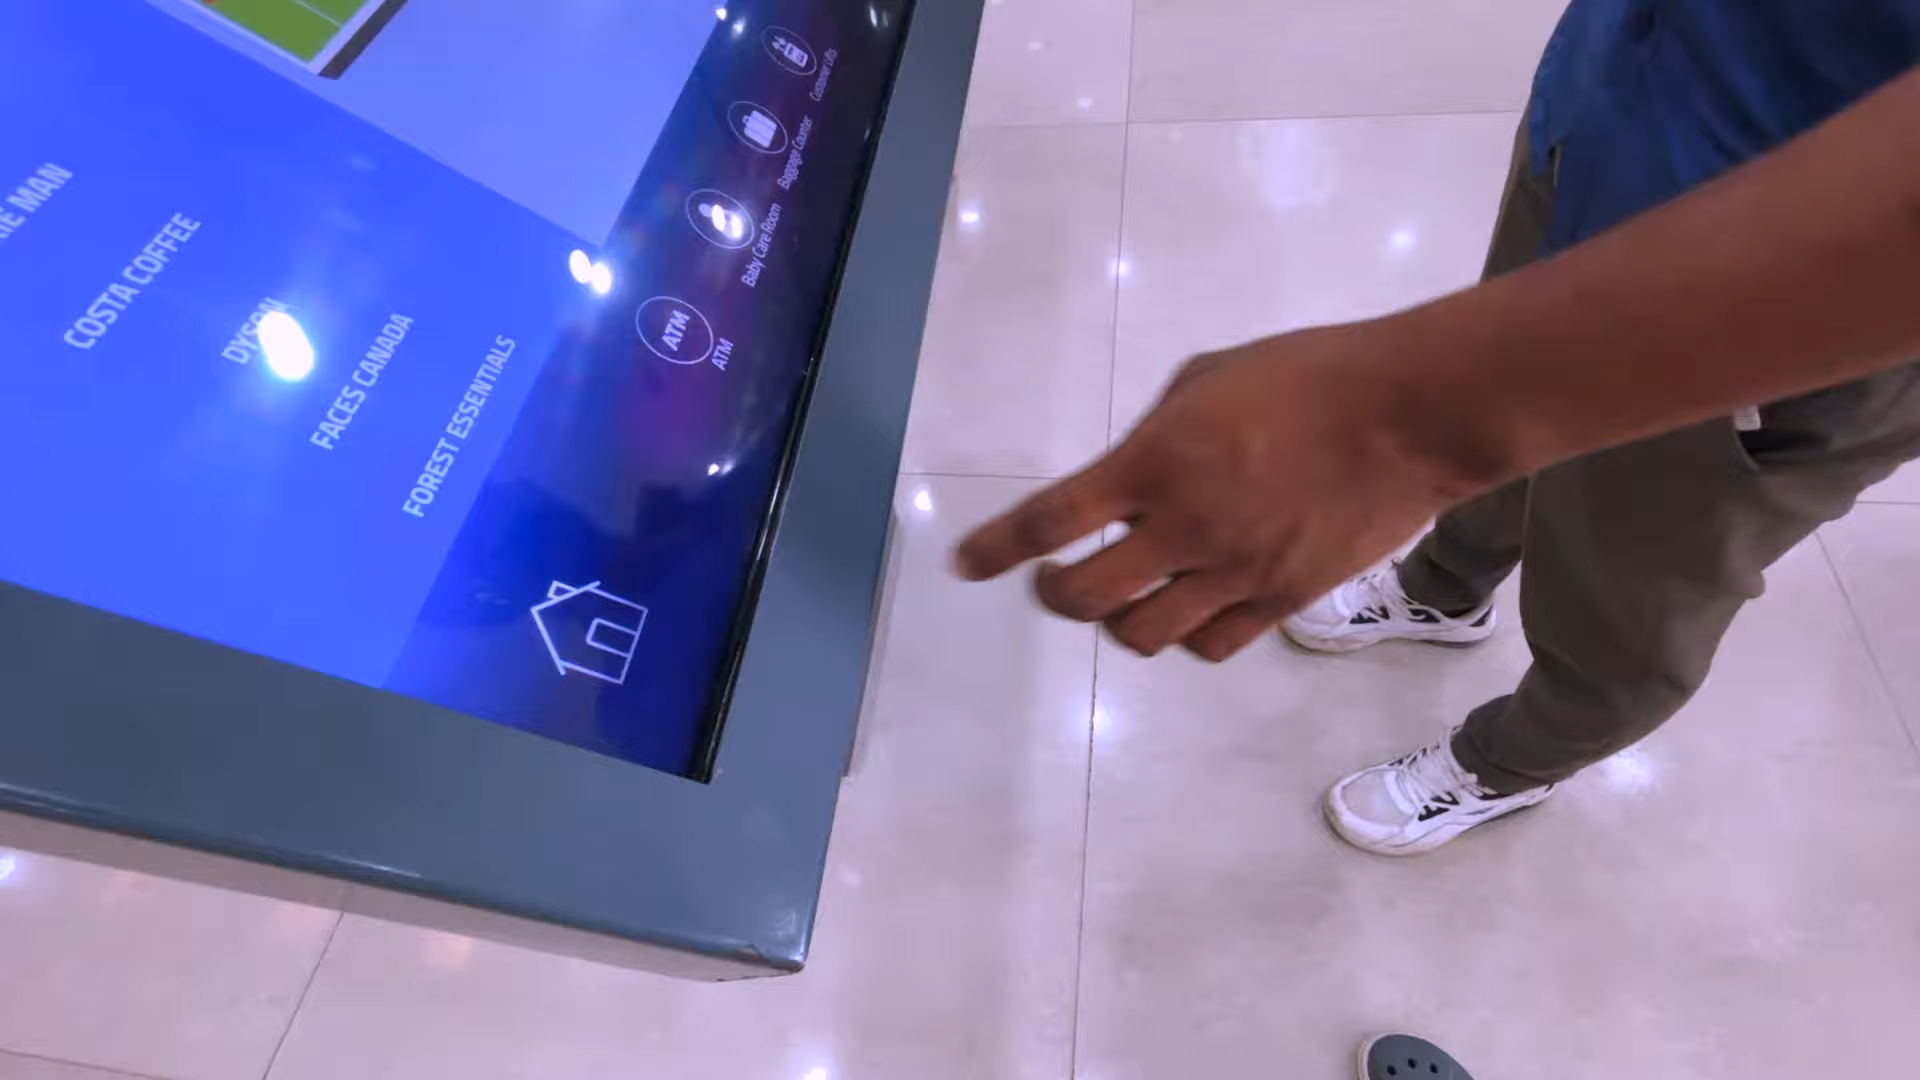 COSTA COFFEE
DYSON
FACES CANADA
FOREST ESSENTIALS
Customer Lifts
Baggage Counter
Baby Care Room
ATM
ATM